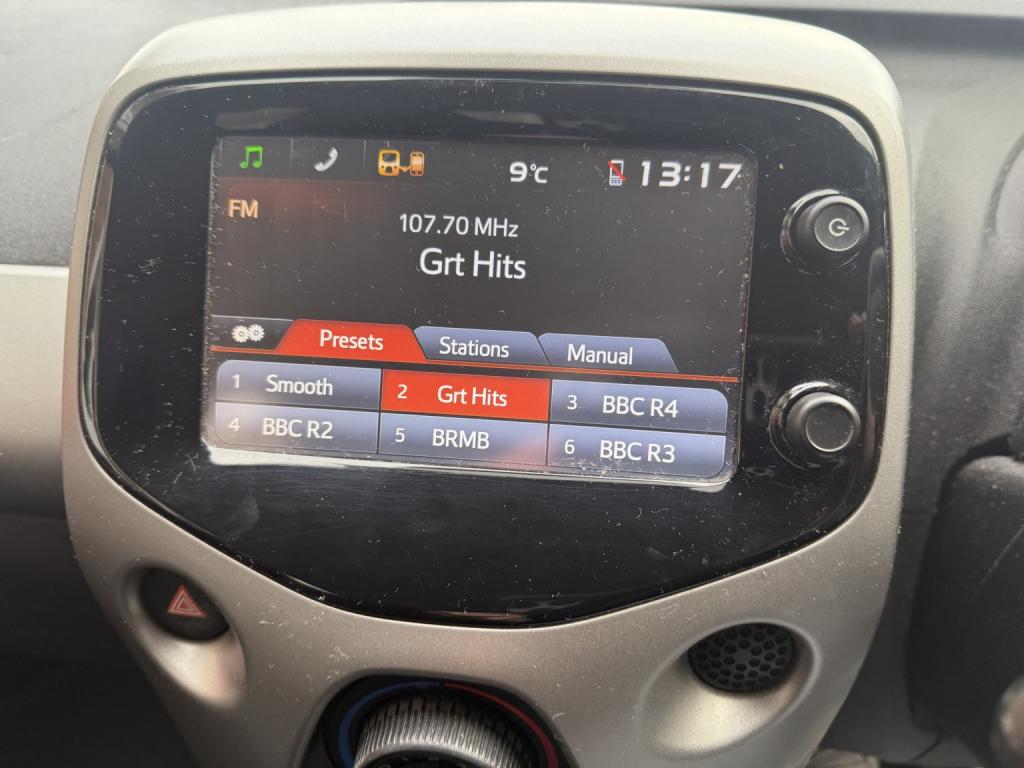 9°C 13:17
FM
107.70 MHz
Grt Hits
Presets Stations Manual
1 Smooth 2 Grt Hits 3 BBC R4
4 BBC R2 5 BRMB 6 BBC R3